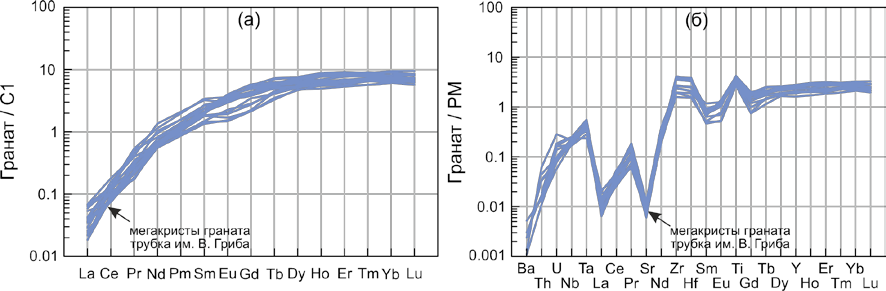 (а)
Гранат / C1
100
10
1
0.1
0.01
мегакристы граната
трубка им. В. Гриба
La Ce Pr Nd Pm Sm Eu Gd Tb Dy Ho Er Tm Yb Lu
(б)
Гранат / PM
100
10
1
0.1
0.01
0.001
мегакристы граната
трубка им. В. Гриба
Ba U Ta Ce Sr Zr Sm Ti Tb Y Er Yb
Th Nb La Pr Nd Hf Eu Gd Dy Ho Tm Lu